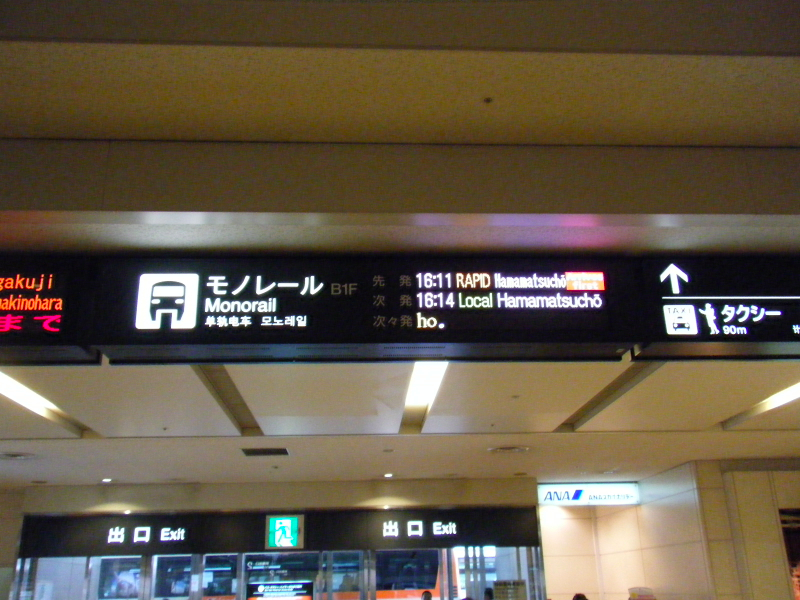 gakuji
akinohara
まで
モノレール B1F
Monorail
单轨电车 모노레일
先 発 16:11 RAPID Hamamatsuchō
次 発 16:14 Local Hamamatsuchō
次々発 ho.
TAXI タクシー
90m
出口 Exit
出口 Exit
ANA